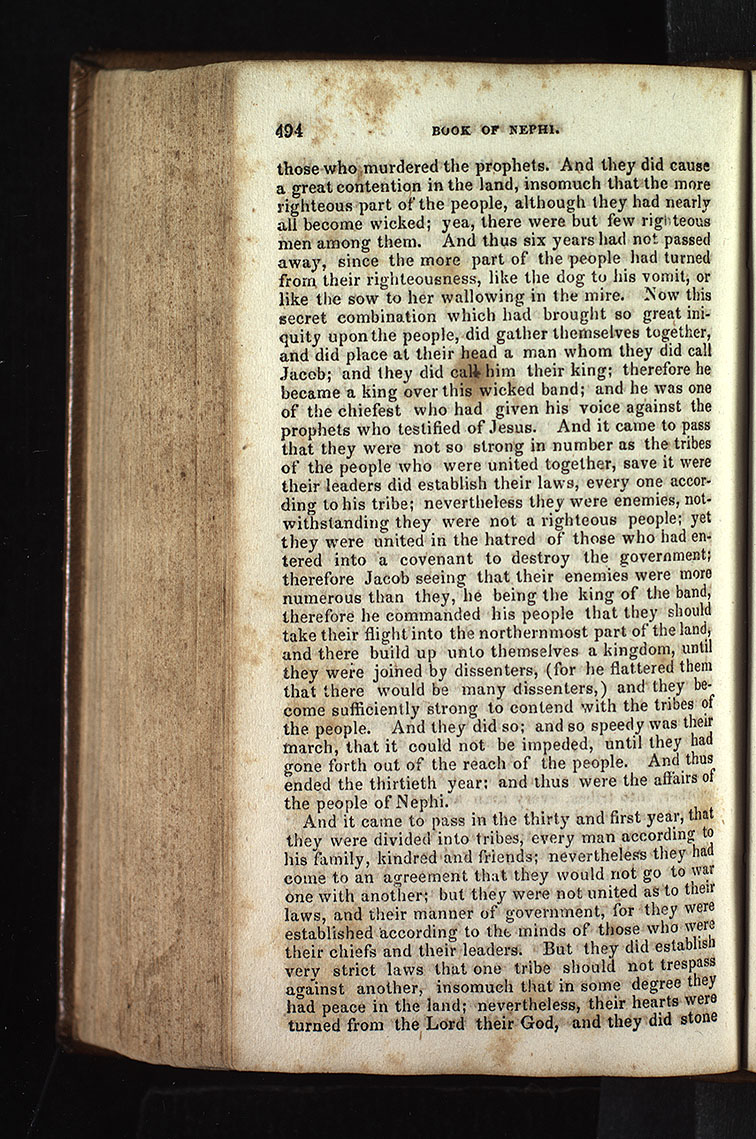 494 BOOK OF NEPHI.
those who murdered the prophets. And they did cause
a great contention in the land, insomuch that the more
righteous part of the people, although they had nearly
all become wicked; yea, there were but few righteous
men among them. And thus six years had not passed
away, since the more part of the people had turned
from their righteousness, like the dog to his vomit, or
like the sow to her wallowing in the mire. Now this
secret combination which had brought so great ini-
quity upon the people, did gather themselves together,
and did place at their head a man whom they did call
Jacob; and they did call him their king; therefore he
became a king over this wicked band; and he was one
of the chiefest who had given his voice against the
prophets who testified of Jesus. And it came to pass
that they were not so strong in number as the tribes
of the people who were united together, save it were
their leaders did establish their laws, every one accor-
ding to his tribe; nevertheless they were enemies, not-
withstanding they were not a righteous people; yet
they were united in the hatred of those who had en-
tered into a covenant to destroy the government;
therefore Jacob seeing that their enemies were more
numerous than they, he being the king of the band,
therefore he commanded his people that they should
take their flight into the northernmost part of the land,
and there build up unto themselves a kingdom, until
they were joined by dissenters, (for he flattered them
that there would be many dissenters,) and they be-
come sufficiently strong to contend with the tribes of
the people. And they did so; and so speedy was their
march, that it could not be impeded, until they had
gone forth out of the reach of the people. And thus
ended the thirtieth year; and thus were the affairs of
the people of Nephi.
And it came to pass in the thirty and first year, that
they were divided into tribes, every man according to
his family, kindred and friends; nevertheless they had
come to an agreement that they would not go to war
one with another; but they were not united as to their
laws, and their manner of government, for they were
established according to the minds of those who were
their chiefs and their leaders. But they did establish
very strict laws that one tribe should not trespass
against another, insomuch that in some degree they
had peace in the land; nevertheless, their hearts were
turned from the Lord their God, and they did stone